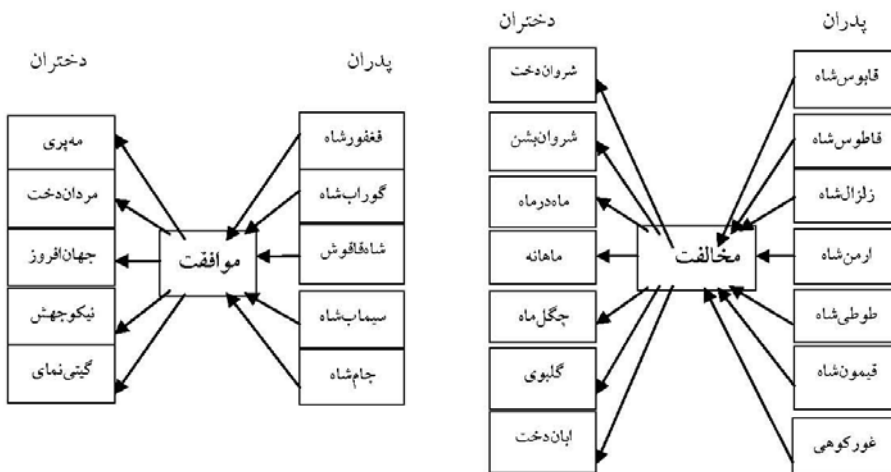 پدران
دختران
قابوس‌شاه
قاطوس‌شاه
زلزال‌شاه
ارمن‌شاه
طوطی‌شاه
قیمون‌شاه
غورکوهی
مخالفت
شروان‌دخت
شروان‌بشن
ماه‌درماه
ماهانه
چگل‌ماه
گلبوی
ابان‌دخت
پدران
دختران
فغفورشاه
گوراب‌شاه
شاه‌قاقوش
سیماب‌شاه
جام‌شاه
موافقت
مه‌پری
مردان‌دخت
جهان‌افروز
نیکوجهش
گیتی‌نمای